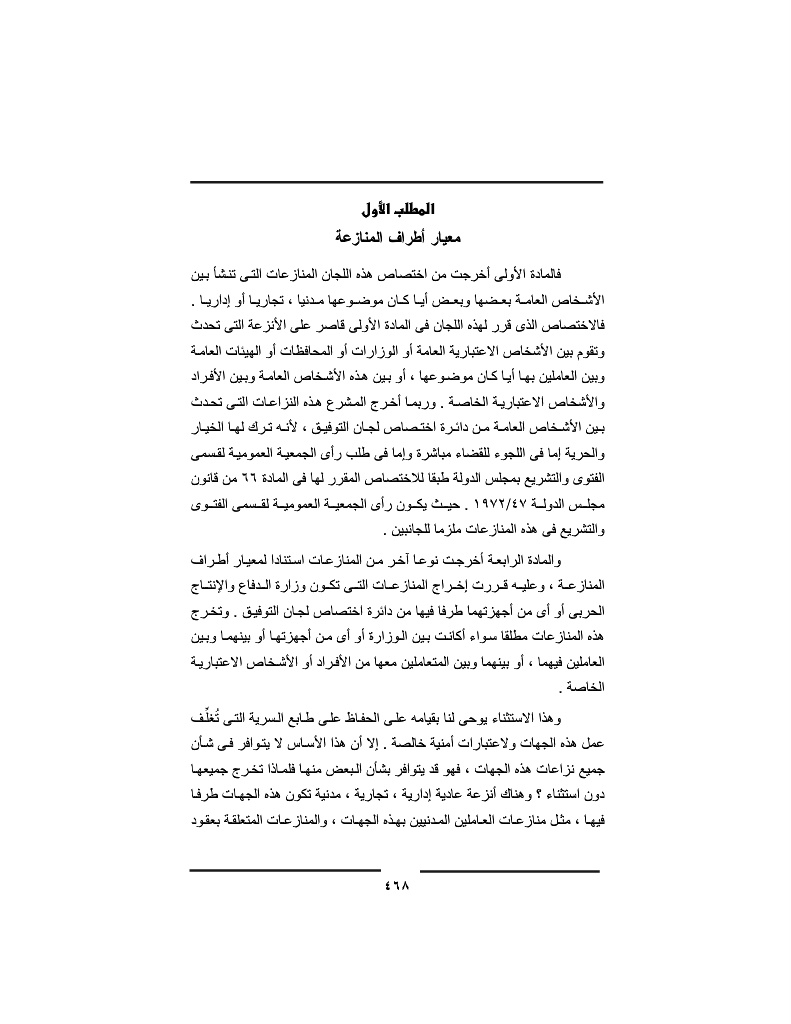 المطلب الأول
معيار أطراف المنازعة
فالمادة الأولى أخرجت من اختصاص هذه اللجان المنازعات التى تنشأ بين
الأشخاص العامة بعضها وبعض أيا كان موضوعها مدنيا ، تجاريا أو إداريا .
فالاختصاص الذى قرر لهذه اللجان فى المادة الأولى قاصر على الأنزعة التى تحدث
وتقوم بين الأشخاص الاعتبارية العامة أو الوزارات أو المحافظات أو الهيئات العامة
وبين العاملين بها أيا كان موضوعها ، أو بين هذه الأشخاص العامة وبين الأفراد
والأشخاص الاعتبارية الخاصة . وربما أخرج المشرع هذه النزاعات التى تحدث
بين الأشخاص العامة من دائرة اختصاص لجان التوفيق ، لأنه ترك لها الخيار
والحرية إما فى اللجوء للقضاء مباشرة وإما فى طلب رأى الجمعية العمومية لقسمى
الفتوى والتشريع بمجلس الدولة طبقا للاختصاص المقرر لها فى المادة ٦٦ من قانون
مجلس الدولة ١٩٧٢/٤٧ . حيث يكون رأى الجمعية العمومية لقسمى الفتوى
والتشريع فى هذه المنازعات ملزما للجانبين .
والمادة الرابعة أخرجت نوعا آخر من المنازعات استنادا لمعيار أطراف
المنازعة ، وعليه قررت إخراج المنازعات التى تكون وزارة الدفاع والإنتاج
الحربى أو أى من أجهزتهما طرفا فيها من دائرة اختصاص لجان التوفيق . وتخرج
هذه المنازعات مطلقا سواء أكانت بين الوزارة أو أى من أجهزتها أو بينهما وبين
العاملين فيهما ، أو بينهما وبين المتعاملين معها من الأفراد أو الأشخاص الاعتبارية
الخاصة .
وهذا الاستثناء يوحى لنا بقيامه على الحفاظ على طابع السرية التى تُغلِّف
عمل هذه الجهات ولاعتبارات أمنية خالصة . إلا أن هذا الأساس لا يتوافر فى شأن
جميع نزاعات هذه الجهات ، فهو قد يتوافر بشأن البعض منها فلماذا تخرج جميعها
دون استثناء ؟ وهناك أنزعة عادية إدارية ، تجارية ، مدنية تكون هذه الجهات طرفا
فيها ، مثل منازعات العاملين المدنيين بهذه الجهات ، والمنازعات المتعلقة بعقود
٤٦٨